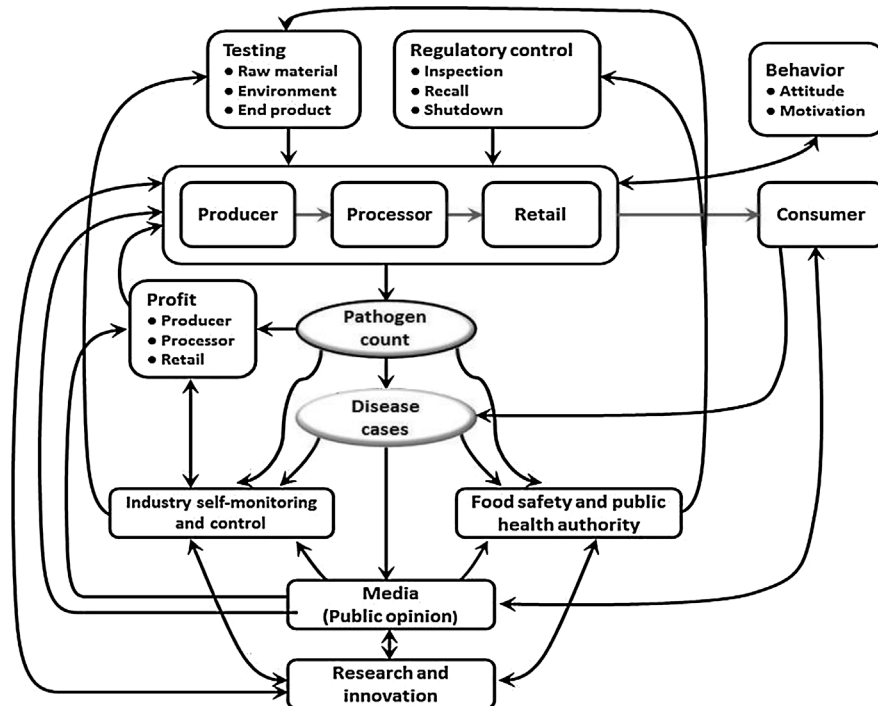 Testing
● Raw material
● Environment
● End product
Regulatory control
● Inspection
● Recall
● Shutdown
Behavior
● Attitude
● Motivation
Producer
Processor
Retail
Consumer
Profit
● Producer
● Processor
● Retail
Pathogen
count
Disease
cases
Industry self-monitoring
and control
Food safety and public
health authority
Media
(Public opinion)
Research and
innovation